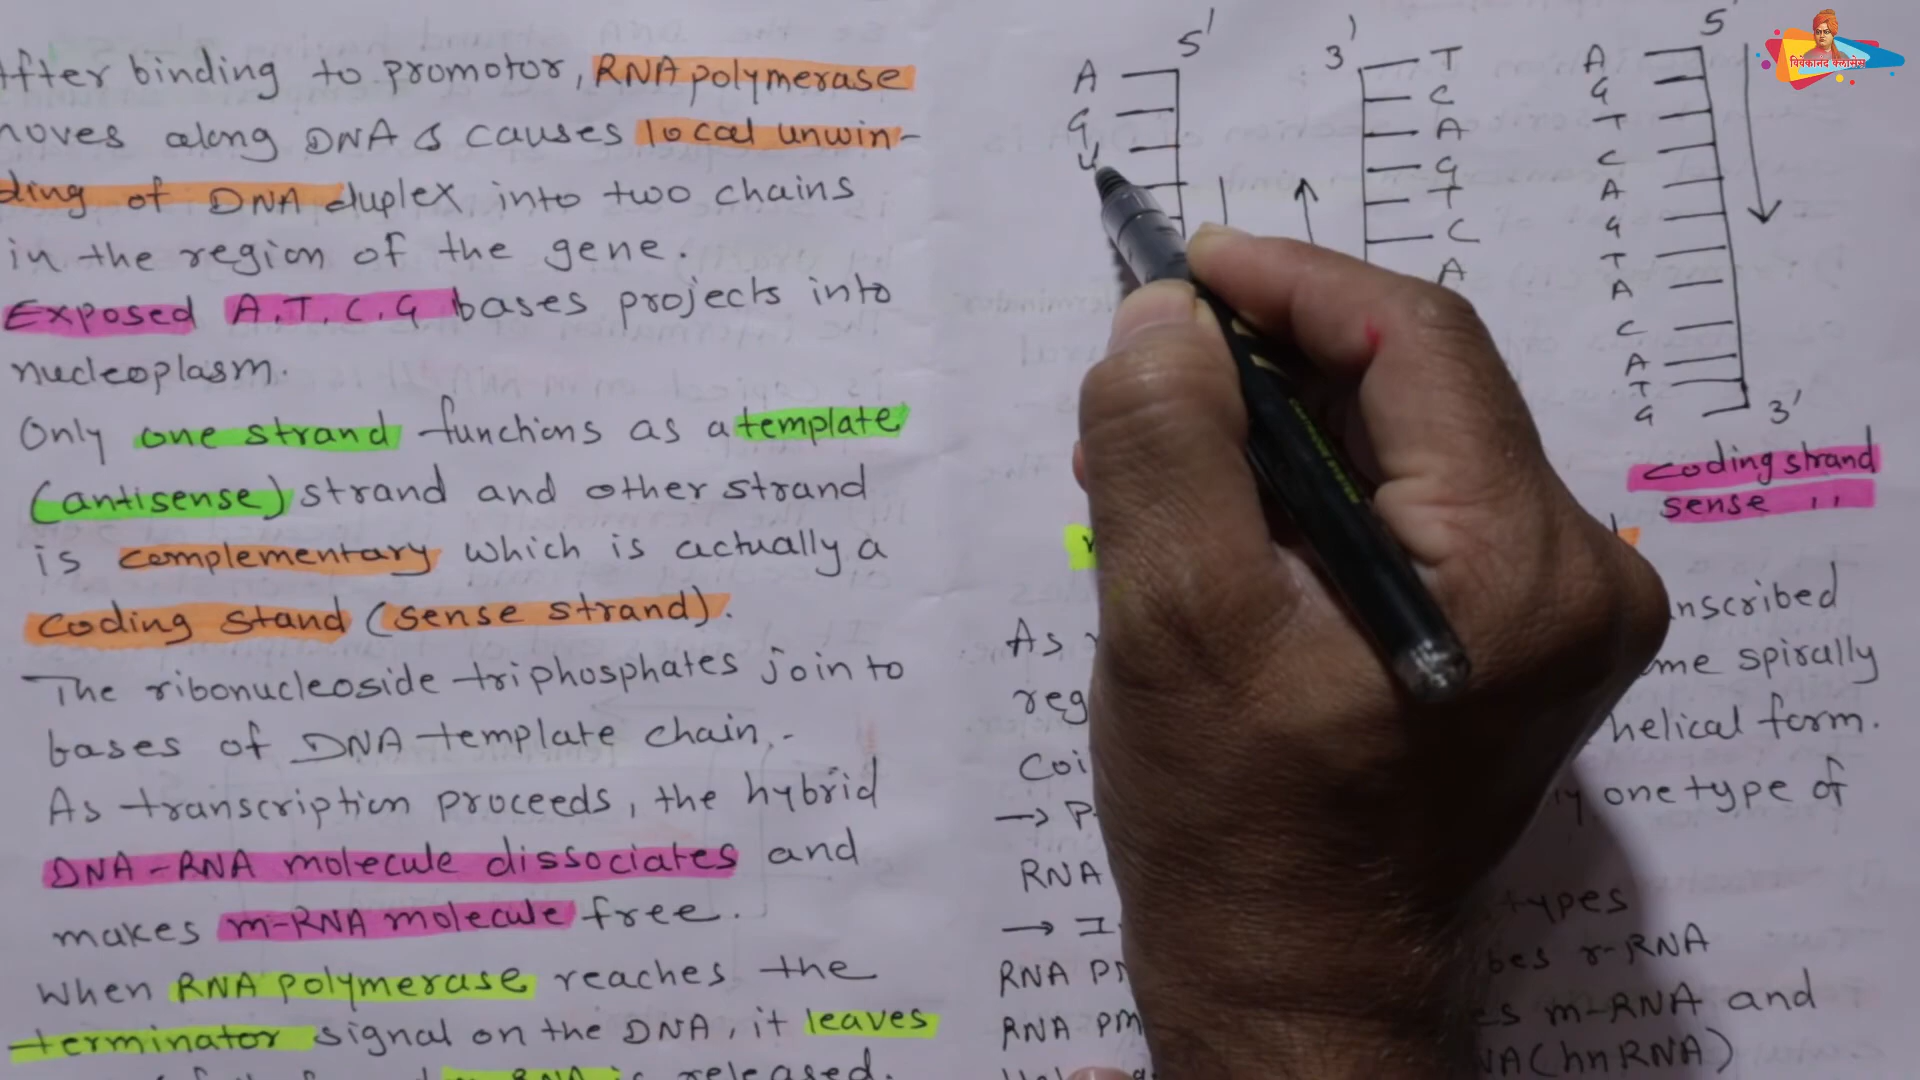 After binding to promotor, RNA polymerase
moves along DNA & causes local unwin-
ding of DNA duplex into two chains
in the region of the gene.
Exposed A.T.C.G bases projects into
nucleoplasm.
Only one strand functions as a template
(antisense) strand and other strand
is complementary which is actually a
coding stand (sense strand).
The ribonucleoside triphosphates join to
bases of DNA template chain.
As transcription proceeds, the hybrid
DNA-RNA molecule dissociates and
makes m-RNA molecule free.
When RNA polymerase reaches the
terminator signal on the DNA, it leaves
released.
5'
A
G
U
3'
T
C
A
G
T
C
A
5'
A
G
T
C
A
G
T
A
C
A
T
G
3'
coding strand
sense "
nscribed
As
me spirally
reg
helical form.
Coi
one type of
RNA
types
r-RNA
RNA
m-RNA and
RNA PM
NA(hnRNA)
विवेकानंद क्लासेस